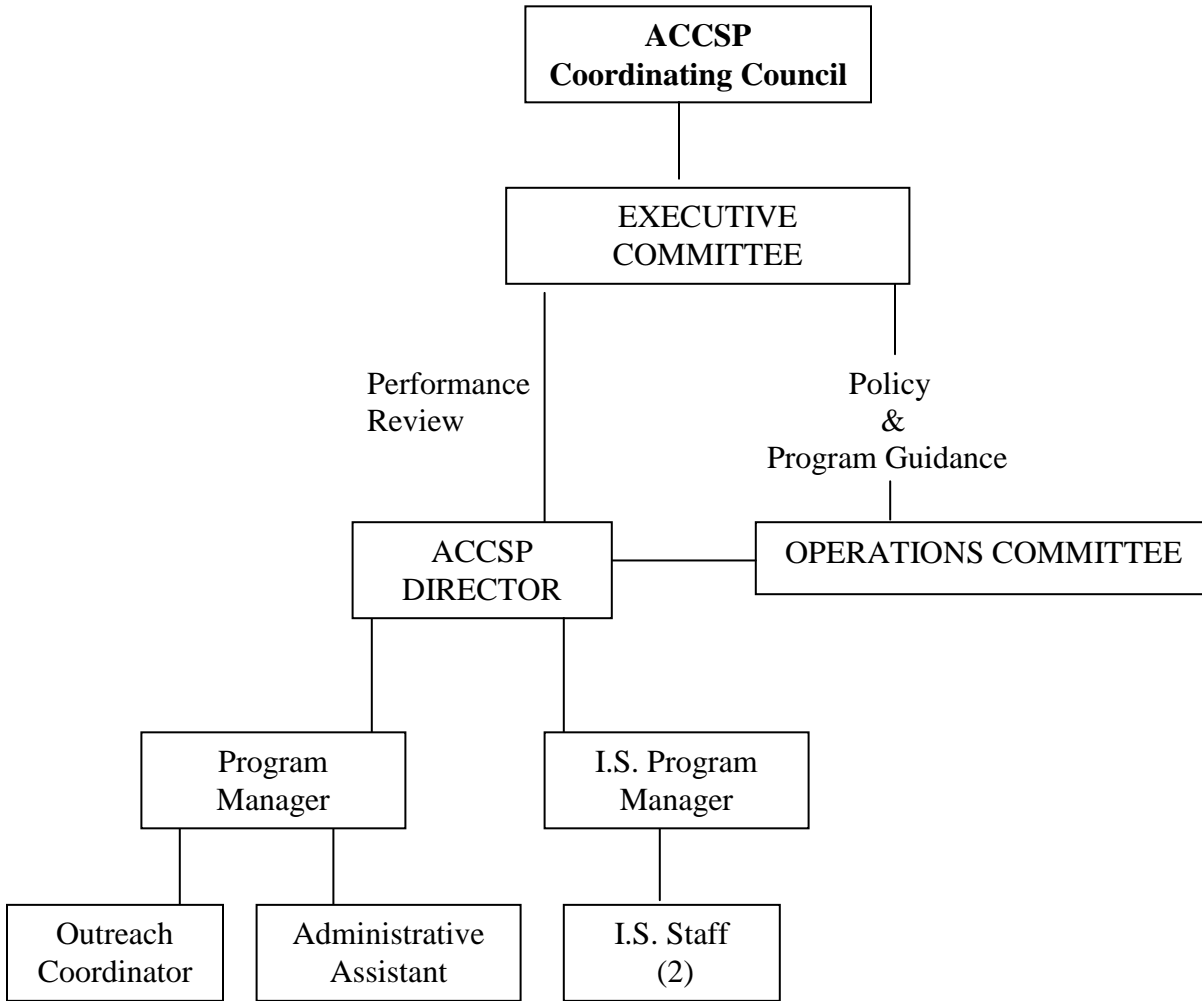 ACCSP
Coordinating Council
EXECUTIVE
COMMITTEE
Performance
Review
Policy
&
Program Guidance
ACCSP
DIRECTOR
OPERATIONS COMMITTEE
Program
Manager
I.S. Program
Manager
Outreach
Coordinator
Administrative
Assistant
I.S. Staff
(2)